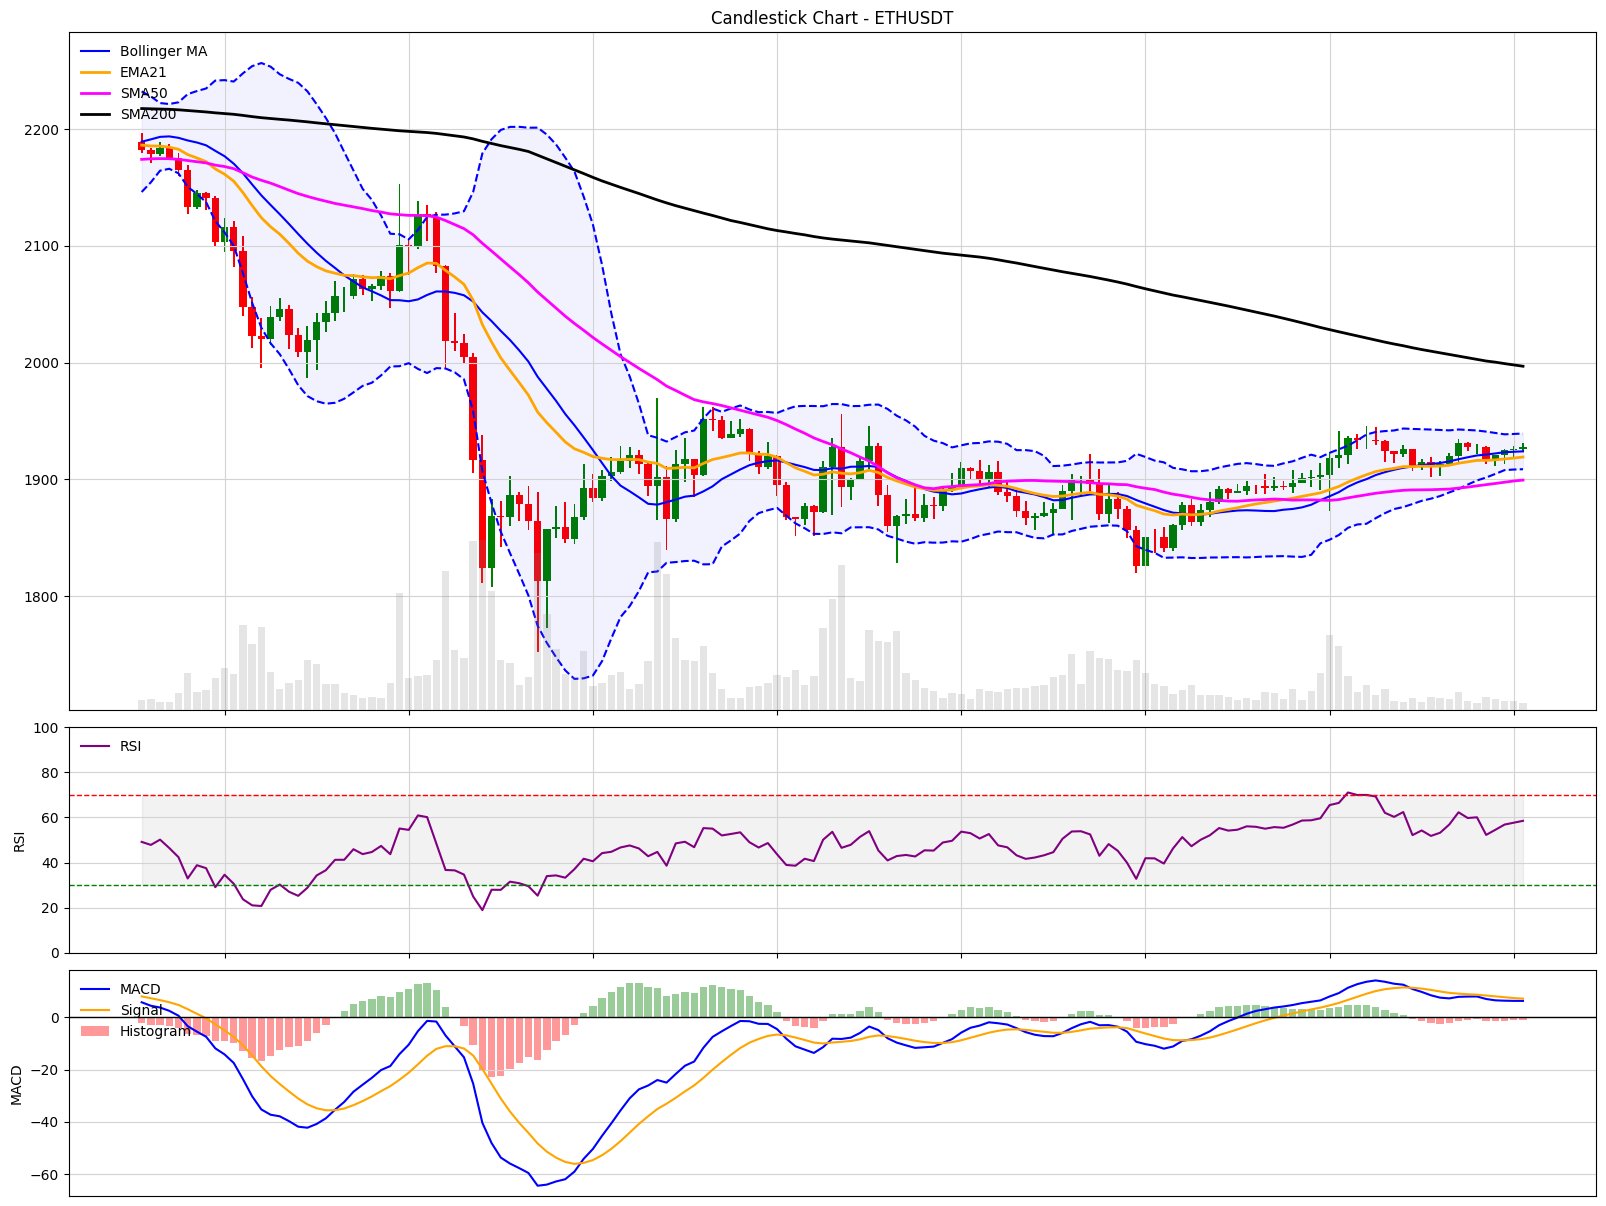 Candlestick Chart - ETHUSDT
Bollinger MA
EMA21
SMA50
SMA200
2200
2100
2000
1900
1800
RSI
100
80
60
40
20
0
RSI
MACD
Signal
Histogram
0
−20
−40
−60
MACD